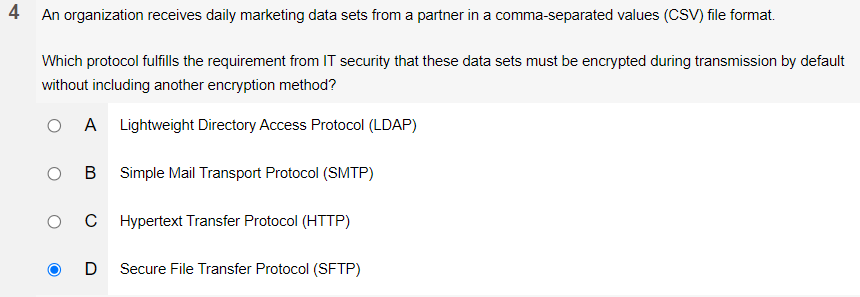 4 An organization receives daily marketing data sets from a partner in a comma-separated values (CSV) file format.
Which protocol fulfills the requirement from IT security that these data sets must be encrypted during transmission by default
without including another encryption method?
A Lightweight Directory Access Protocol (LDAP)
B Simple Mail Transport Protocol (SMTP)
C Hypertext Transfer Protocol (HTTP)
D Secure File Transfer Protocol (SFTP)